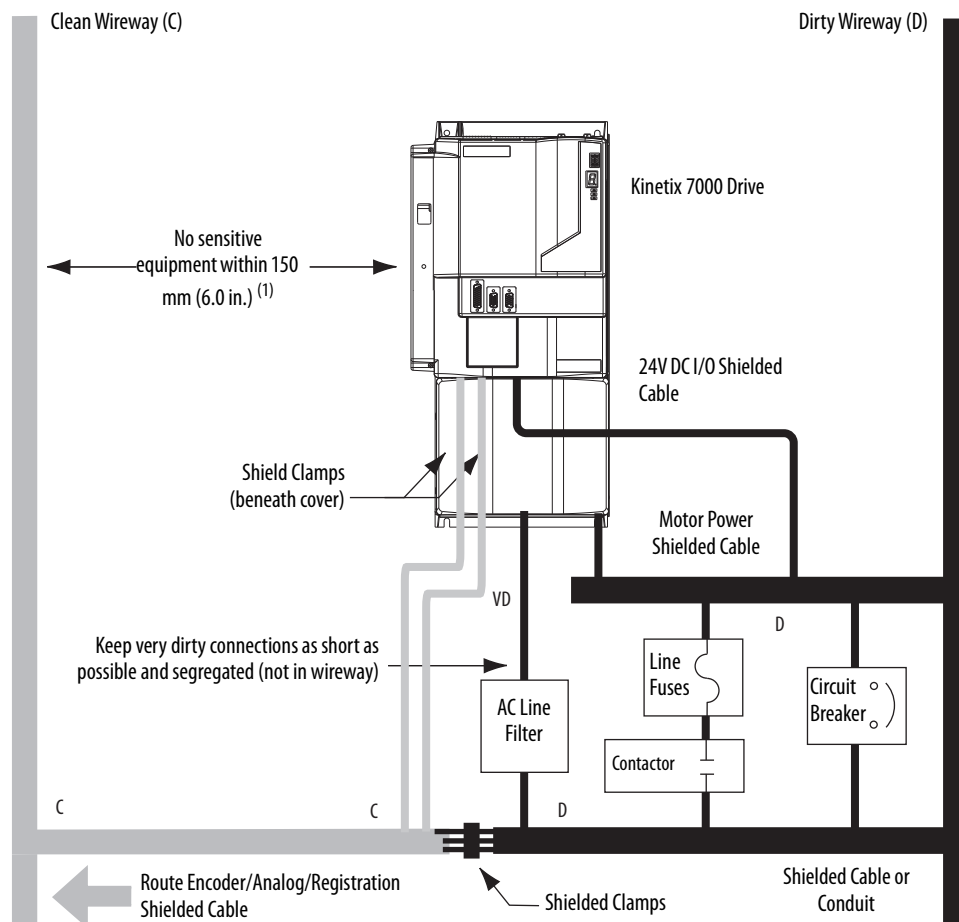 Clean Wireway (C)
Dirty Wireway (D)
Kinetix 7000 Drive
No sensitive
equipment within 150
mm (6.0 in.) (1)
24V DC I/O Shielded
Cable
Shield Clamps
(beneath cover)
Motor Power
Shielded Cable
VD
D
Keep very dirty connections as short as
possible and segregated (not in wireway)
Line
Fuses
Circuit
Breaker
AC Line
Filter
Contactor
C
C
D
Route Encoder/Analog/Registration
Shielded Cable
Shielded Clamps
Shielded Cable or
Conduit